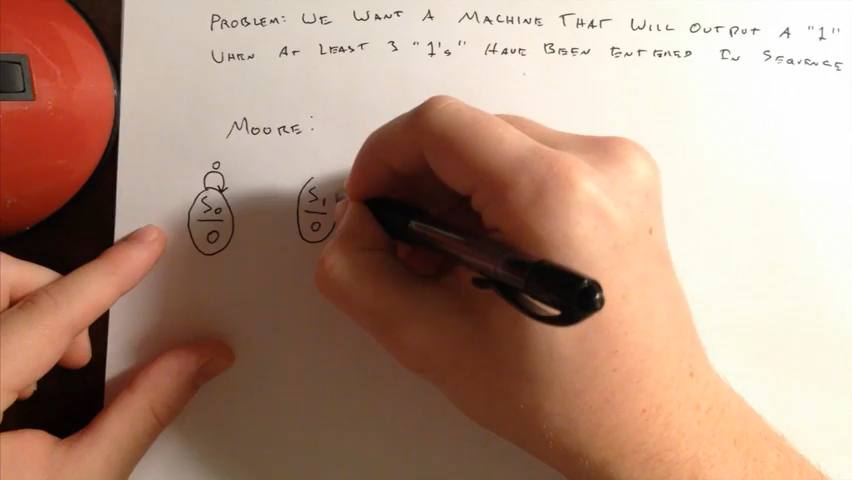 PROBLEM: WE WANT A MACHINE THAT WILL OUTPUT A "1"
WHEN AT LEAST 3 "1's" HAVE BEEN ENTERED IN SEQUENCE
MOORE:
0
S0 S1
0 0